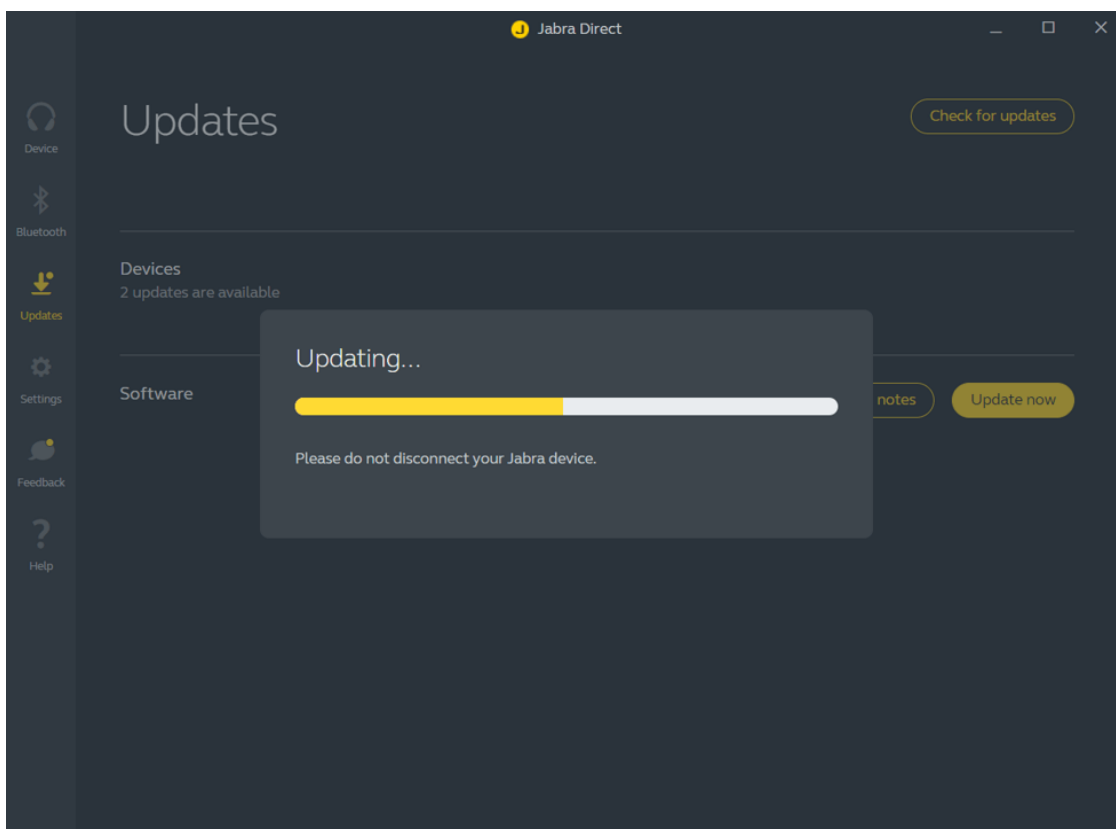 Jabra Direct
Updates
Check for updates
Device
Bluetooth
Updates
Settings
Feedback
Help
Devices
2 updates are available
Software
notes
Update now
Updating...
Please do not disconnect your Jabra device.